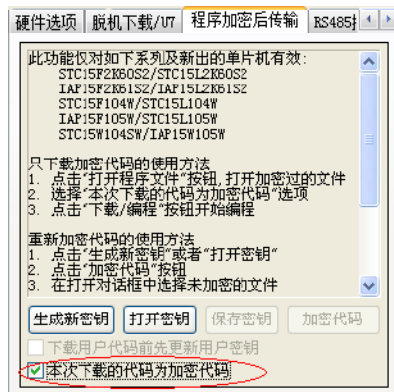 硬件选项 脱机下载/U7 程序加密后传输 RS485
此功能仅对如下系列及新出的单片机有效:
STC15F2K60S2/STC15L2K60S2
IAP15F2K61S2/IAP15L2K61S2
STC15F104W/STC15L104W
IAP15F105W/STC15L105W
STC15W104SW/IAP15W105W
只下载加密代码的使用方法
1. 点击"打开程序文件"按钮,打开加密过的文件
2. 选择"本次下载的代码为加密代码"选项
3. 点击"下载/编程"按钮开始编程
重新加密代码的使用方法
1. 点击"生成新密钥"或者"打开密钥"
2. 点击"加密代码"按钮
3. 在打开对话框中选择未加密的文件
生成新密钥 打开密钥 保存密钥 加密代码
下载用户代码前先更新用户密钥
本次下载的代码为加密代码